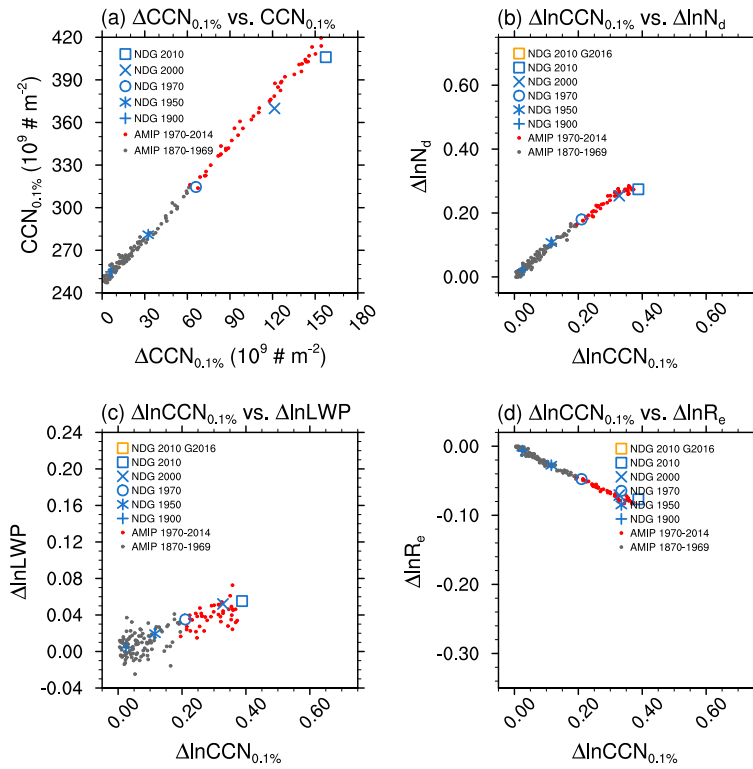 (a) ΔCCN0.1% vs. CCN0.1%
420
390
360
330
300
270
240
CCN0.1% (10^9 # m^-2)
NDG 2010
NDG 2000
NDG 1970
NDG 1950
NDG 1900
AMIP 1970-2014
AMIP 1870-1969
0 30 60 90 120 150 180
ΔCCN0.1% (10^9 # m^-2)
(b) ΔlnCCN0.1% vs. ΔlnNd
0.60
0.40
0.20
0.00
ΔlnNd
NDG 2010 G2016
NDG 2010
NDG 2000
NDG 1970
NDG 1950
NDG 1900
AMIP 1970-2014
AMIP 1870-1969
0.00 0.20 0.40 0.60
ΔlnCCN0.1%
(c) ΔlnCCN0.1% vs. ΔlnLWP
0.24
0.20
0.16
0.12
0.08
0.04
0.00
-0.04
ΔlnLWP
NDG 2010 G2016
NDG 2010
NDG 2000
NDG 1970
NDG 1950
NDG 1900
AMIP 1970-2014
AMIP 1870-1969
0.00 0.20 0.40 0.60
ΔlnCCN0.1%
(d) ΔlnCCN0.1% vs. ΔlnRe
0.00
-0.10
-0.20
-0.30
ΔlnRe
NDG 2010 G2016
NDG 2010
NDG 2000
NDG 1970
NDG 1950
NDG 1900
AMIP 1970-2014
AMIP 1870-1969
0.00 0.20 0.40 0.60
ΔlnCCN0.1%